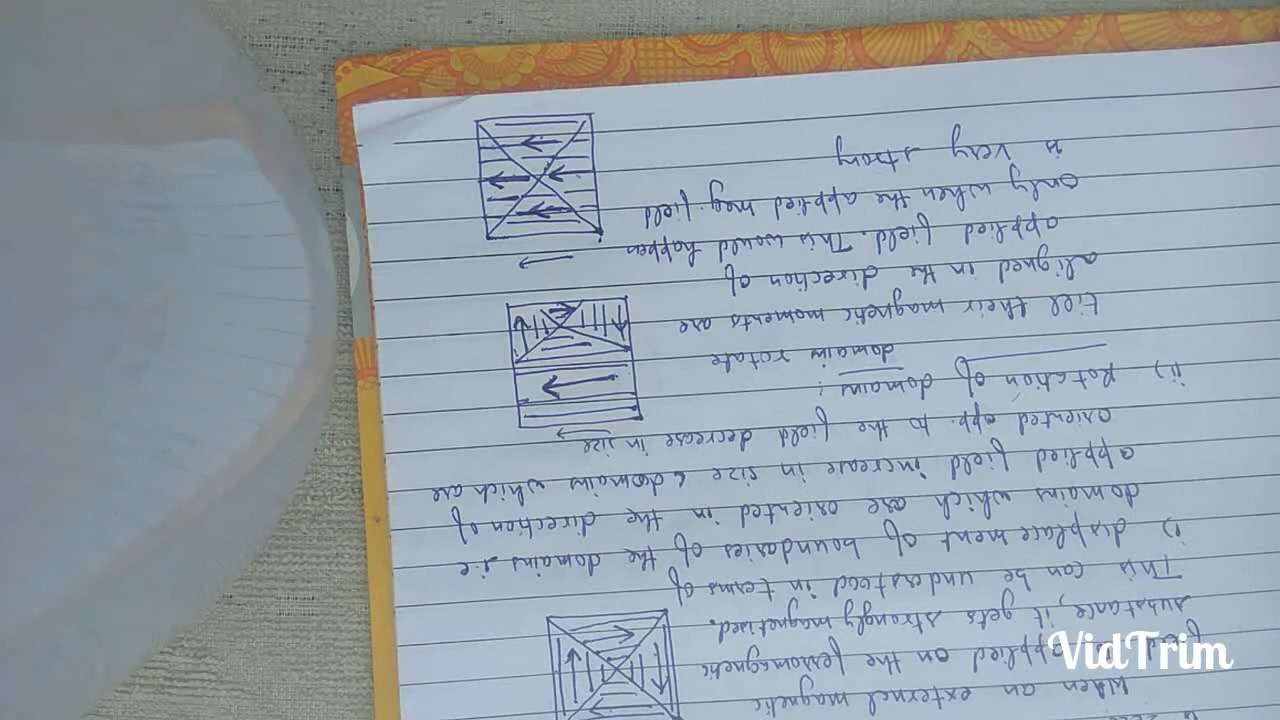 When an external magnetic
field is applied on the ferromagnetic
substance, it gets strongly magnetised.
This can be understood in terms of
i) displacement of boundaries of the domains i.e
domains which are oriented in the direction of
applied field increase in size & domains which are
oriented opp. to the field decrease in size
ii) Rotation of domains:
domains rotate
till their magnetic moments are
aligned in the direction of
applied field. This would happen
only when the applied mag. field
is very strong
VidTrim